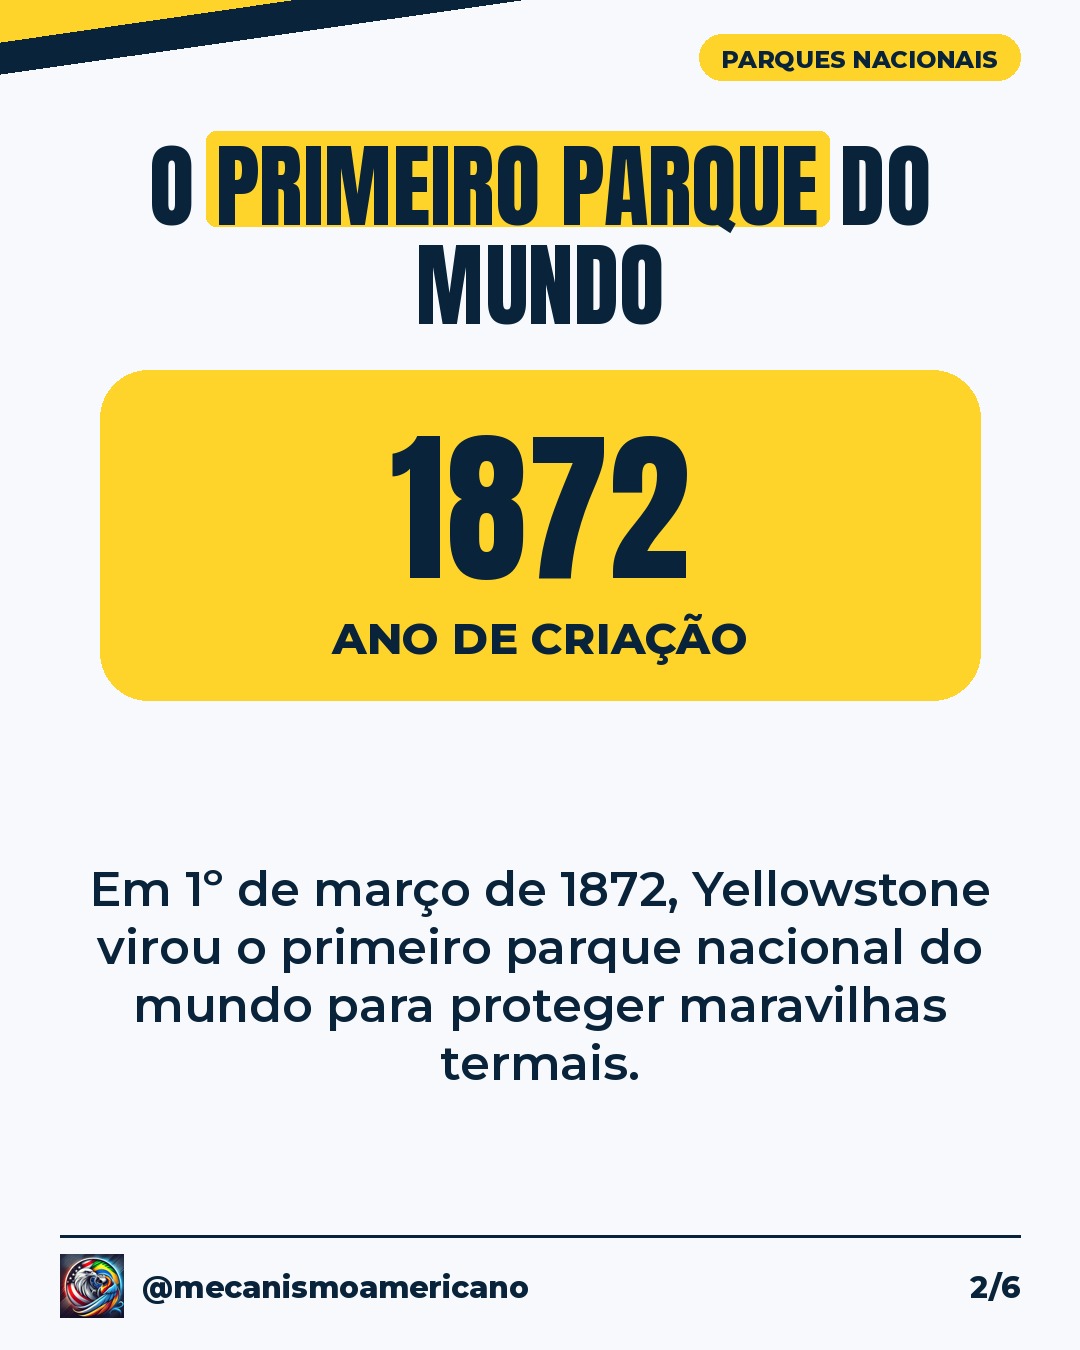 PARQUES NACIONAIS
O PRIMEIRO PARQUE DO
MUNDO
1872
ANO DE CRIAÇÃO
Em 1º de março de 1872, Yellowstone
virou o primeiro parque nacional do
mundo para proteger maravilhas
termais.
@mecanismoamericano
2/6